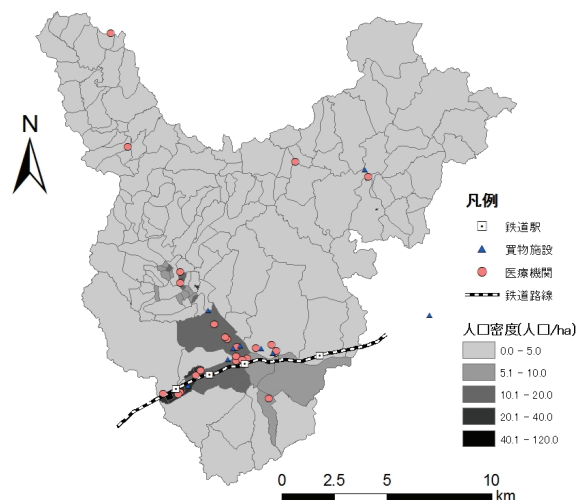 N
凡例
鉄道駅
買物施設
医療機関
鉄道路線
人口密度(人口/ha)
0.0 - 5.0
5.1 - 10.0
10.1 - 20.0
20.1 - 40.0
40.1 - 120.0
0 2.5 5 10
km